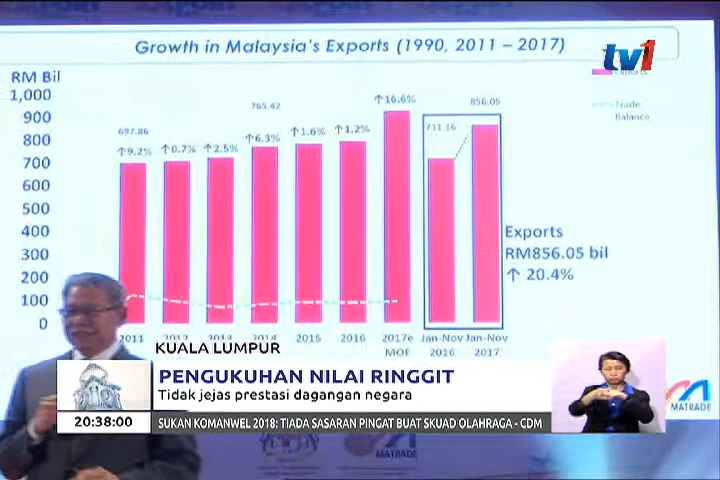 Growth in Malaysia's Exports (1990, 2011 – 2017)
tv1
RM Bil
Exports
Trade
Balance
1,000
900
800
700
600
500
400
300
200
100
0
697.86
↑9.2%
↑0.7%
↑2.5%
765.42
↑6.3%
↑1.6%
↑1.2%
↑16.6%
711.16
856.05
Exports
RM856.05 bil
↑ 20.4%
2011 2012 2013 2014 2015 2016 2017e Jan-Nov Jan-Nov
MOF 2016 2017
KUALA LUMPUR
PENGUKUHAN NILAI RINGGIT
Tidak jejas prestasi dagangan negara
20:38:00
SUKAN KOMANWEL 2018: TIADA SASARAN PINGAT BUAT SKUAD OLAHRAGA - CDM
MATRADE
MATRADE